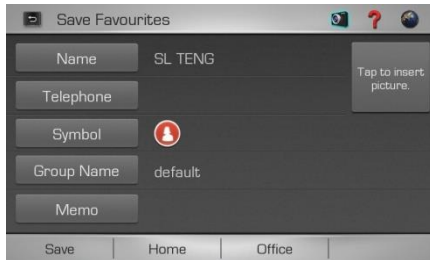 Save Favourites
?
Name SL TENG
Tap to insert
picture.
Telephone
Symbol
Group Name default
Memo
Save Home Office